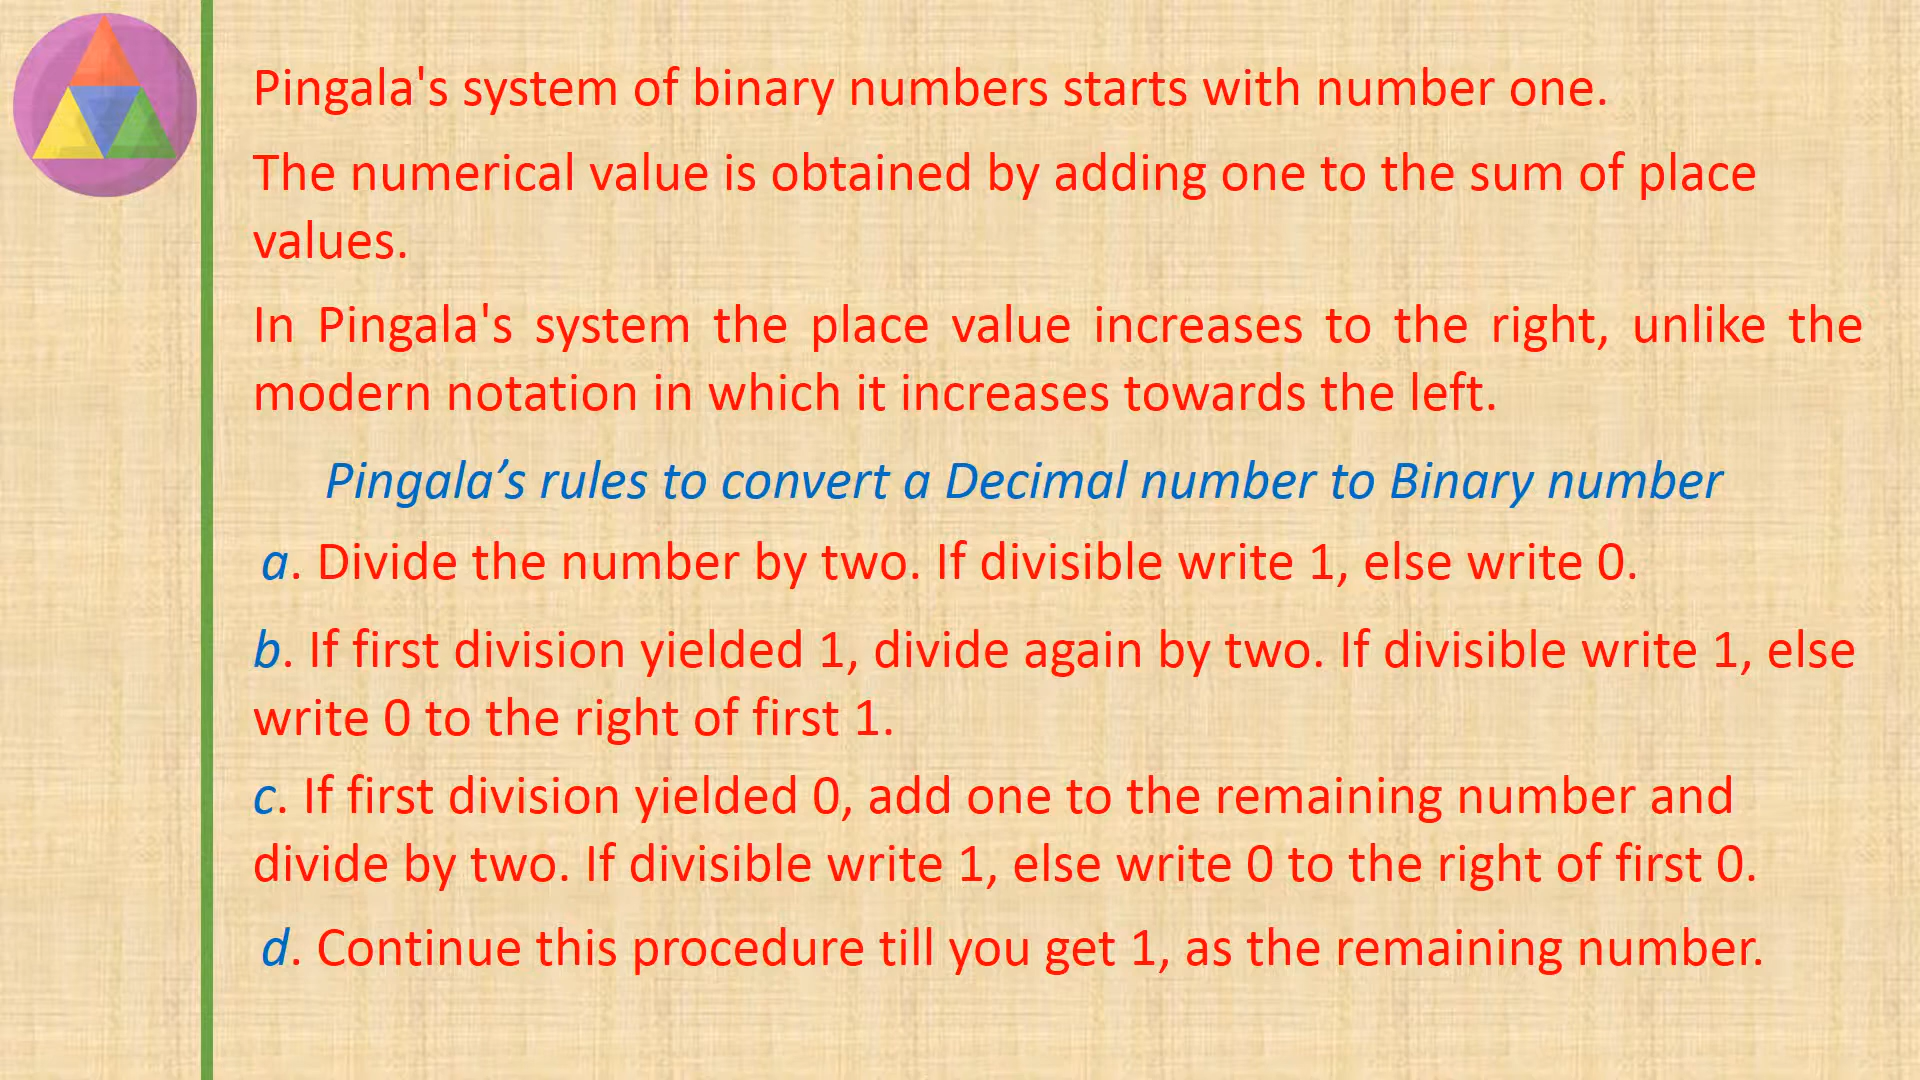 Pingala's system of binary numbers starts with number one.
The numerical value is obtained by adding one to the sum of place
values.
In Pingala's system the place value increases to the right, unlike the
modern notation in which it increases towards the left.
Pingala’s rules to convert a Decimal number to Binary number
a. Divide the number by two. If divisible write 1, else write 0.
b. If first division yielded 1, divide again by two. If divisible write 1, else
write 0 to the right of first 1.
c. If first division yielded 0, add one to the remaining number and
divide by two. If divisible write 1, else write 0 to the right of first 0.
d. Continue this procedure till you get 1, as the remaining number.